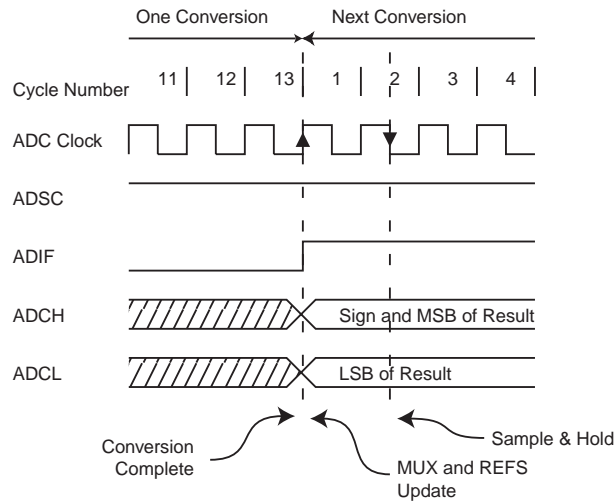 One Conversion Next Conversion
Cycle Number 11 12 13 1 2 3 4
ADC Clock
ADSC
ADIF
ADCH Sign and MSB of Result
ADCL LSB of Result
Conversion
Complete
MUX and REFS
Update
Sample & Hold